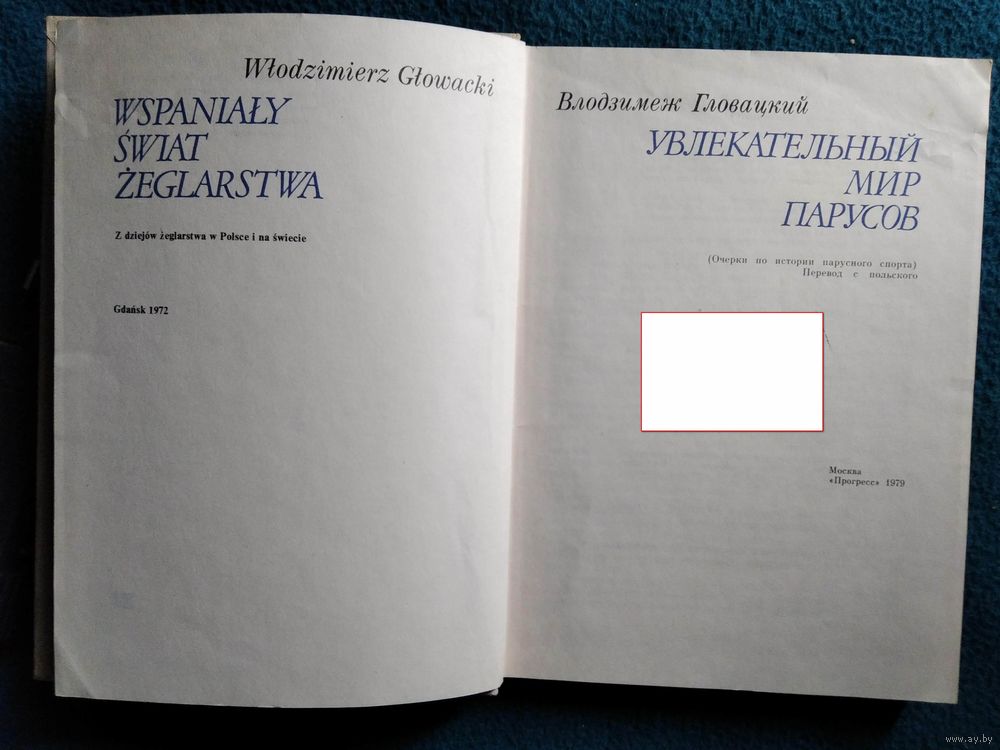 Włodzimierz Głowacki
WSPANIAŁY
ŚWIAT
ŻEGLARSTWA
Z dziejów żeglarstwa w Polsce i na świecie
Gdańsk 1972
Влодзимеж Гловацкий
УВЛЕКАТЕЛЬНЫЙ
МИР
ПАРУСОВ
(Очерки по истории парусного спорта)
Перевод с польского
Москва
«Прогресс» 1979
www.ay.by